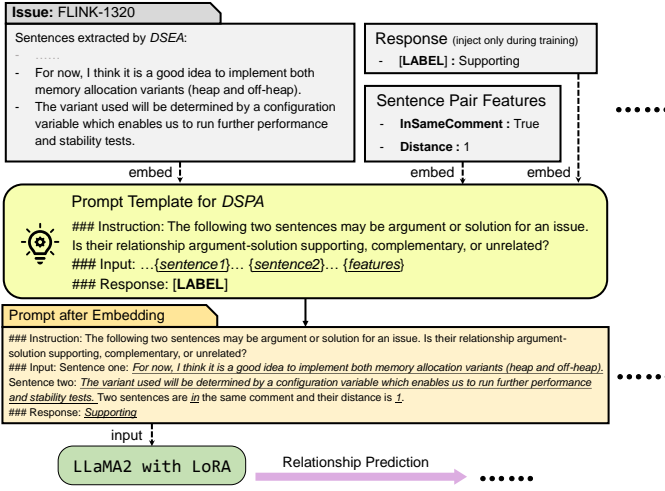 Issue: FLINK-1320
Sentences extracted by DSEA:
- ......
- For now, I think it is a good idea to implement both
memory allocation variants (heap and off-heap).
- The variant used will be determined by a configuration
variable which enables us to run further performance
and stability tests.
Response (inject only during training)
- [LABEL] : Supporting
Sentence Pair Features
- InSameComment : True
- Distance : 1
......
embed
embed
embed
Prompt Template for DSPA
### Instruction: The following two sentences may be argument or solution for an issue.
Is their relationship argument-solution supporting, complementary, or unrelated?
### Input: …{sentence1}… {sentence2}… {features}
### Response: [LABEL]
Prompt after Embedding
### Instruction: The following two sentences may be argument or solution for an issue. Is their relationship argument-
solution supporting, complementary, or unrelated?
### Input: Sentence one: For now, I think it is a good idea to implement both memory allocation variants (heap and off-heap).
Sentence two: The variant used will be determined by a configuration variable which enables us to run further performance
and stability tests. Two sentences are in the same comment and their distance is 1.
### Response: Supporting
......
input
LLaMA2 with LoRA
Relationship Prediction
......